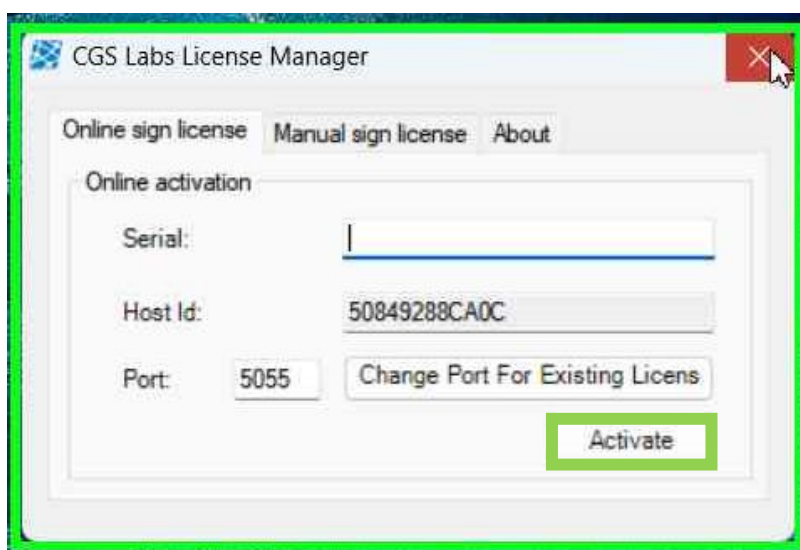 CGS Labs License Manager
Online sign license Manual sign license About
Online activation
Serial:
Host Id: 50849288CA0C
Port: 5055 Change Port For Existing Licens
Activate